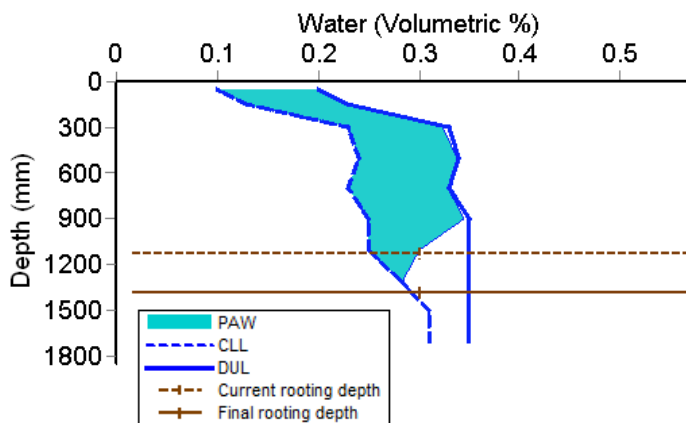 Water (Volumetric %)
0 0.1 0.2 0.3 0.4 0.5
Depth (mm)
0
300
600
900
1200
1500
1800
PAW
CLL
DUL
Current rooting depth
Final rooting depth